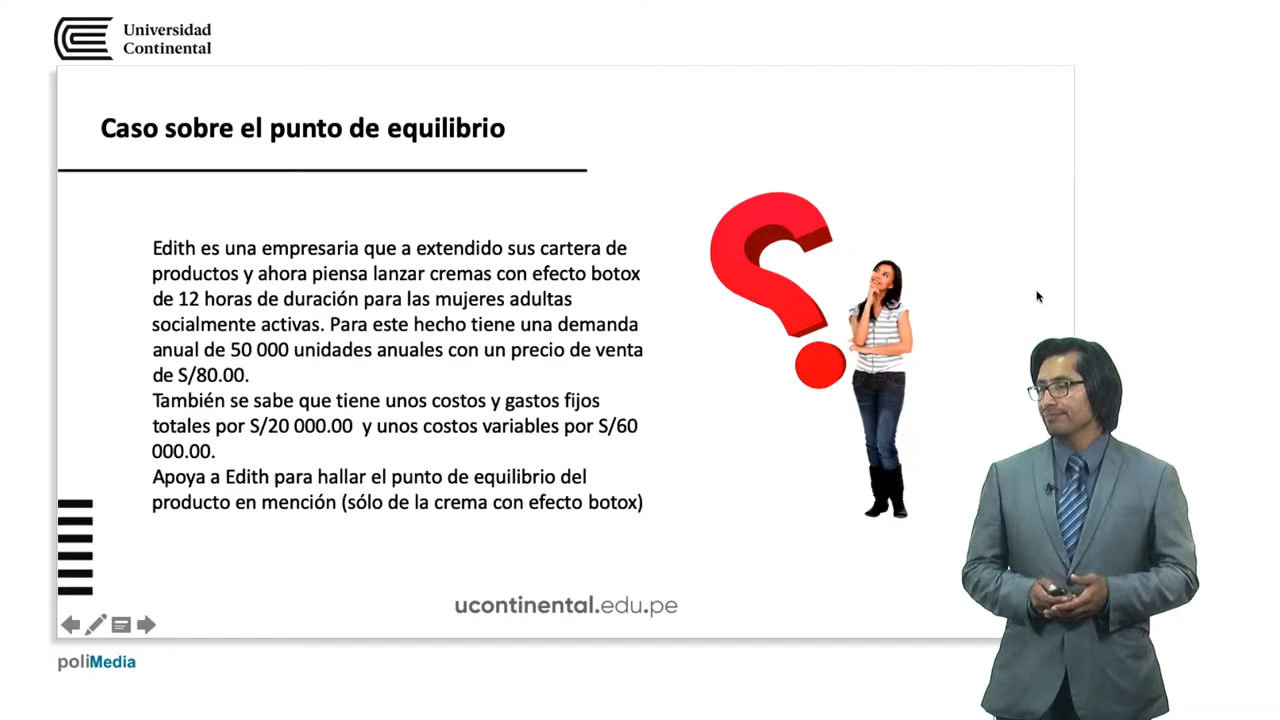 Universidad
Continental
Caso sobre el punto de equilibrio
Edith es una empresaria que a extendido sus cartera de
productos y ahora piensa lanzar cremas con efecto botox
de 12 horas de duración para las mujeres adultas
socialmente activas. Para este hecho tiene una demanda
anual de 50 000 unidades anuales con un precio de venta
de S/80.00.
También se sabe que tiene unos costos y gastos fijos
totales por S/20 000.00 y unos costos variables por S/60
000.00.
Apoya a Edith para hallar el punto de equilibrio del
producto en mención (sólo de la crema con efecto botox)
ucontinental.edu.pe
poliMedia